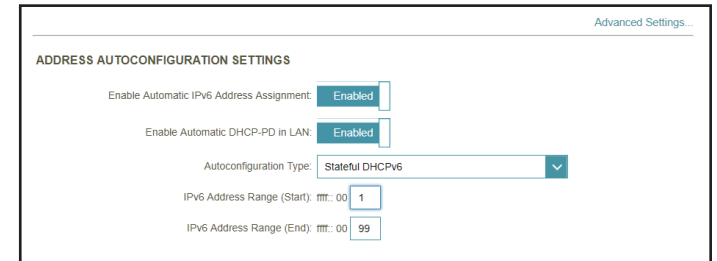 Advanced Settings...
ADDRESS AUTOCONFIGURATION SETTINGS
Enable Automatic IPv6 Address Assignment: Enabled
Enable Automatic DHCP-PD in LAN: Enabled
Autoconfiguration Type: Stateful DHCPv6
IPv6 Address Range (Start): ffff:: 00 1
IPv6 Address Range (End): ffff:: 00 99